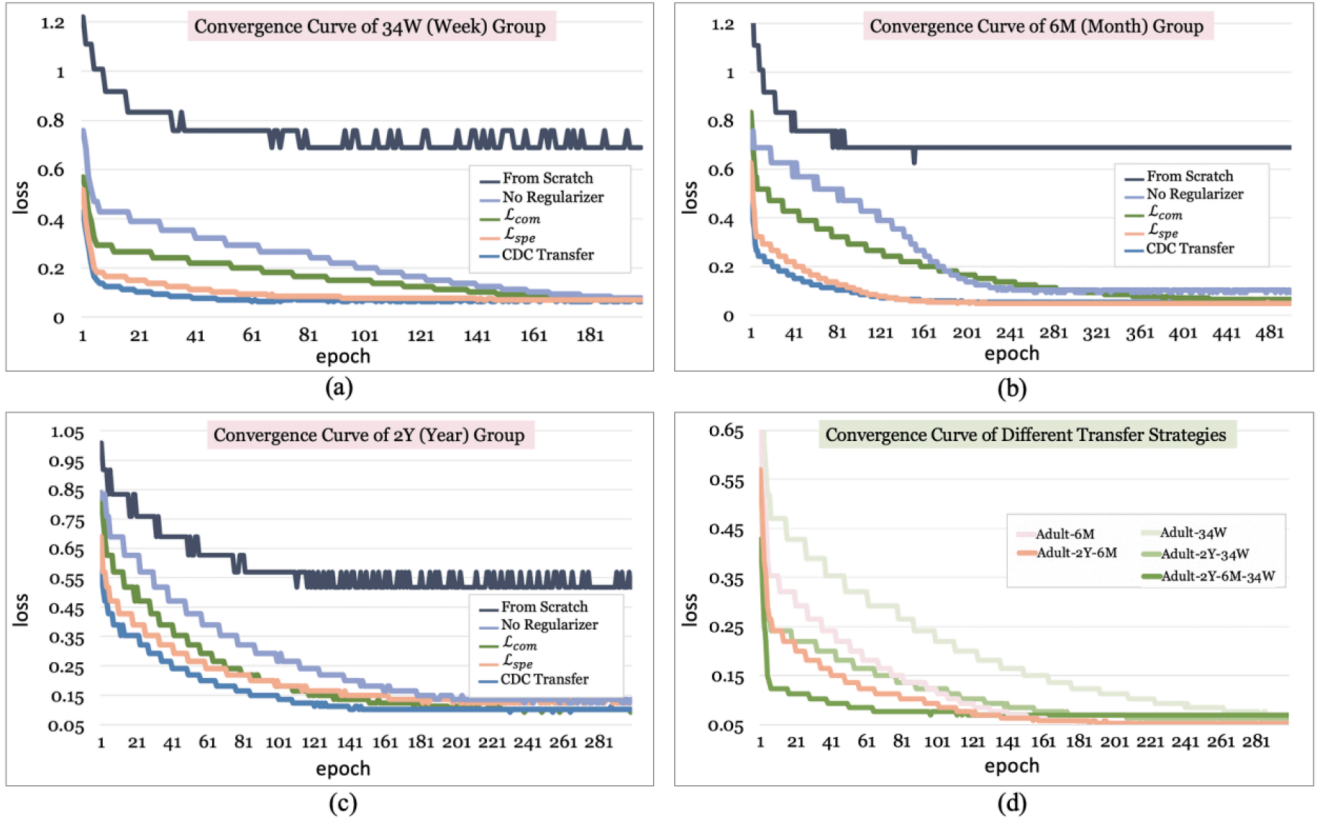 Convergence Curve of 34W (Week) Group
1.2
1
0.8
0.6
0.4
0.2
0
loss
From Scratch
No Regularizer
ℒcom
ℒspe
CDC Transfer
1 21 41 61 81 101 121 141 161 181
epoch
(a)
Convergence Curve of 6M (Month) Group
1.2
1
0.8
0.6
0.4
0.2
0
loss
From Scratch
No Regularizer
ℒcom
ℒspe
CDC Transfer
1 41 81 121 161 201 241 281 321 361 401 441 481
epoch
(b)
Convergence Curve of 2Y (Year) Group
1.05
0.95
0.85
0.75
0.65
0.55
0.45
0.35
0.25
0.15
0.05
loss
From Scratch
No Regularizer
ℒcom
ℒspe
CDC Transfer
1 21 41 61 81 101 121 141 161 181 201 221 241 261 281
epoch
(c)
Convergence Curve of Different Transfer Strategies
0.65
0.55
0.45
0.35
0.25
0.15
0.05
loss
Adult-6M Adult-34W
Adult-2Y-6M Adult-2Y-34W
Adult-2Y-6M-34W
1 21 41 61 81 101 121 141 161 181 201 221 241 261 281
epoch
(d)